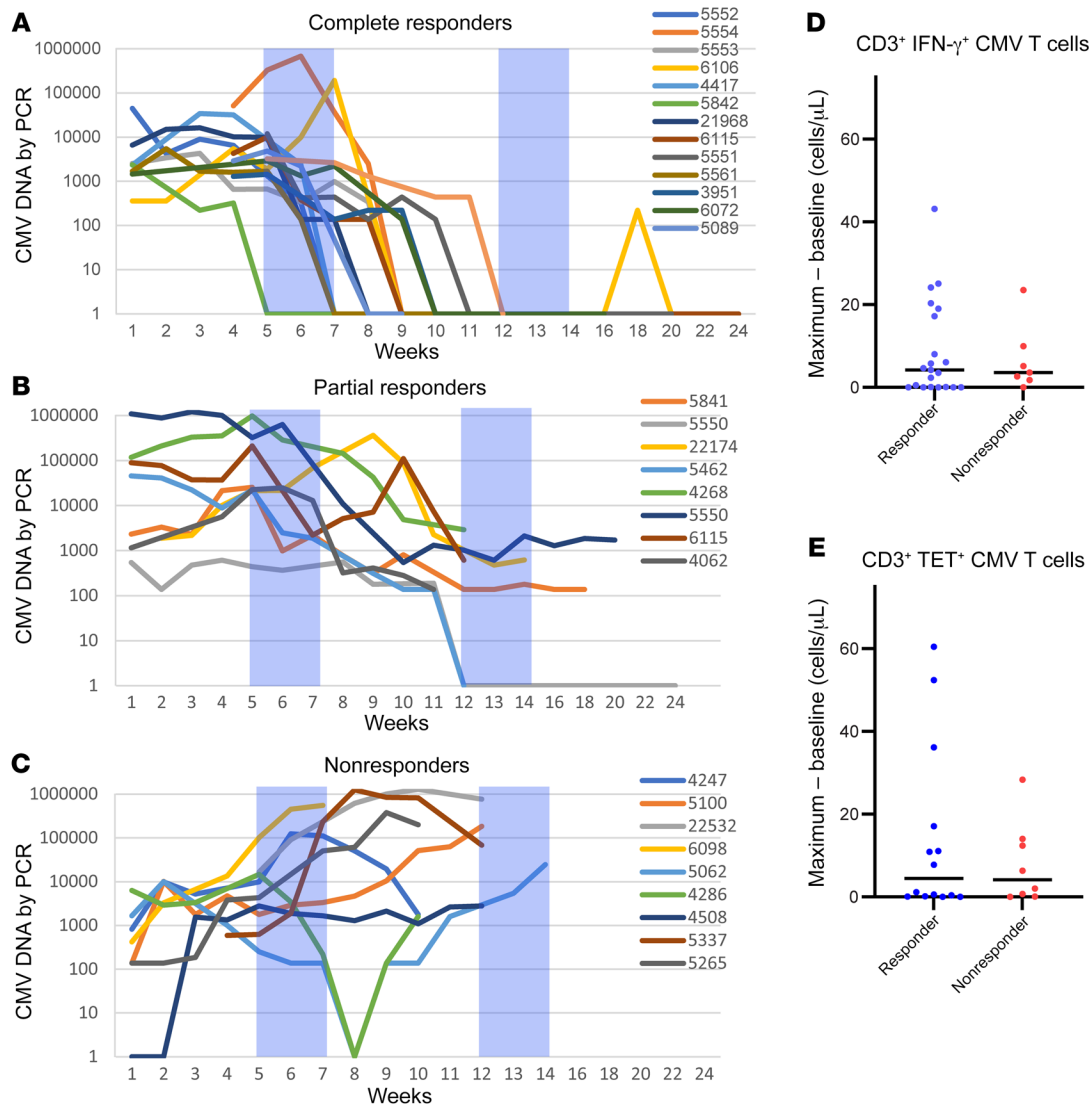 A
Complete responders
CMV DNA by PCR
1000000
100000
10000
1000
100
10
1
1 2 3 4 5 6 7 8 9 10 11 12 13 14 16 18 20 22 24
Weeks
5552
5554
5553
6106
4417
5842
21968
6115
5551
5561
3951
6072
5089
B
Partial responders
CMV DNA by PCR
1000000
100000
10000
1000
100
10
1
1 2 3 4 5 6 7 8 9 10 11 12 13 14 16 18 20 22 24
Weeks
5841
5550
22174
5462
4268
5550
6115
4062
C
Nonresponders
CMV DNA by PCR
1000000
100000
10000
1000
100
10
1
1 2 3 4 5 6 7 8 9 10 11 12 13 14 16 18 20 22 24
Weeks
4247
5100
22532
6098
5062
4286
4508
5337
5265
D
CD3⁺ IFN-γ⁺ CMV T cells
Maximum – baseline (cells/μL)
60
40
20
0
Responder
Nonresponder
E
CD3⁺ TET⁺ CMV T cells
Maximum – baseline (cells/μL)
60
40
20
0
Responder
Nonresponder